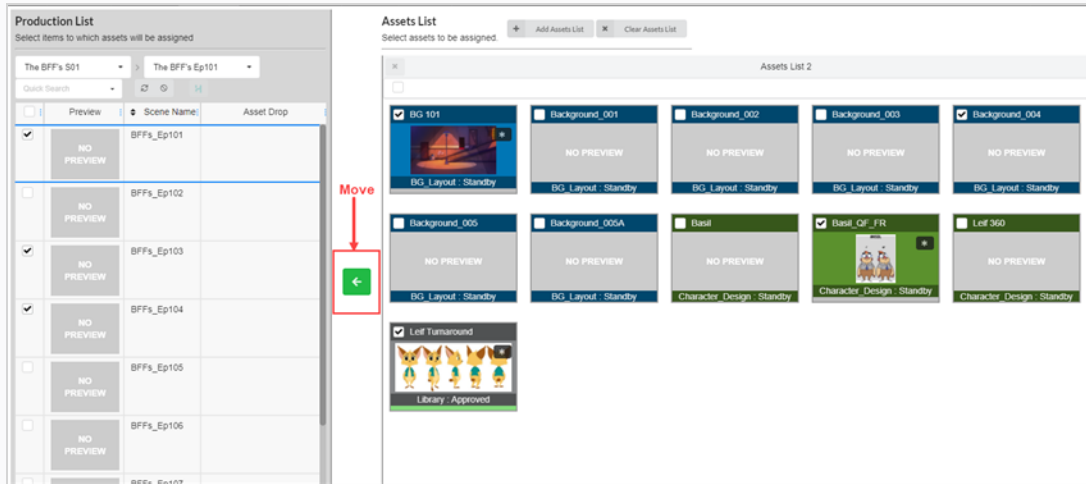 Production List
Select items to which assets will be assigned
The BFF's S01
>
The BFF's Ep101
Quick Search
Preview
Scene Name
Asset Drop
NO PREVIEW
BFFs_Ep101
NO PREVIEW
BFFs_Ep102
NO PREVIEW
BFFs_Ep103
NO PREVIEW
BFFs_Ep104
NO PREVIEW
BFFs_Ep105
NO PREVIEW
BFFs_Ep106
BFFs_Ep107
Move
Assets List
Select assets to be assigned.
Add Assets List
Clear Assets List
Assets List 2
BG 101
BG_Layout : Standby
Background_001
NO PREVIEW
BG_Layout : Standby
Background_002
NO PREVIEW
BG_Layout : Standby
Background_003
NO PREVIEW
BG_Layout : Standby
Background_004
NO PREVIEW
BG_Layout : Standby
Background_005
NO PREVIEW
BG_Layout : Standby
Background_005A
NO PREVIEW
BG_Layout : Standby
Basil
NO PREVIEW
Character_Design : Standby
Basil_QF_FR
Character_Design : Standby
Leif 360
NO PREVIEW
Character_Design : Standby
Leif Turnaround
Library : Approved